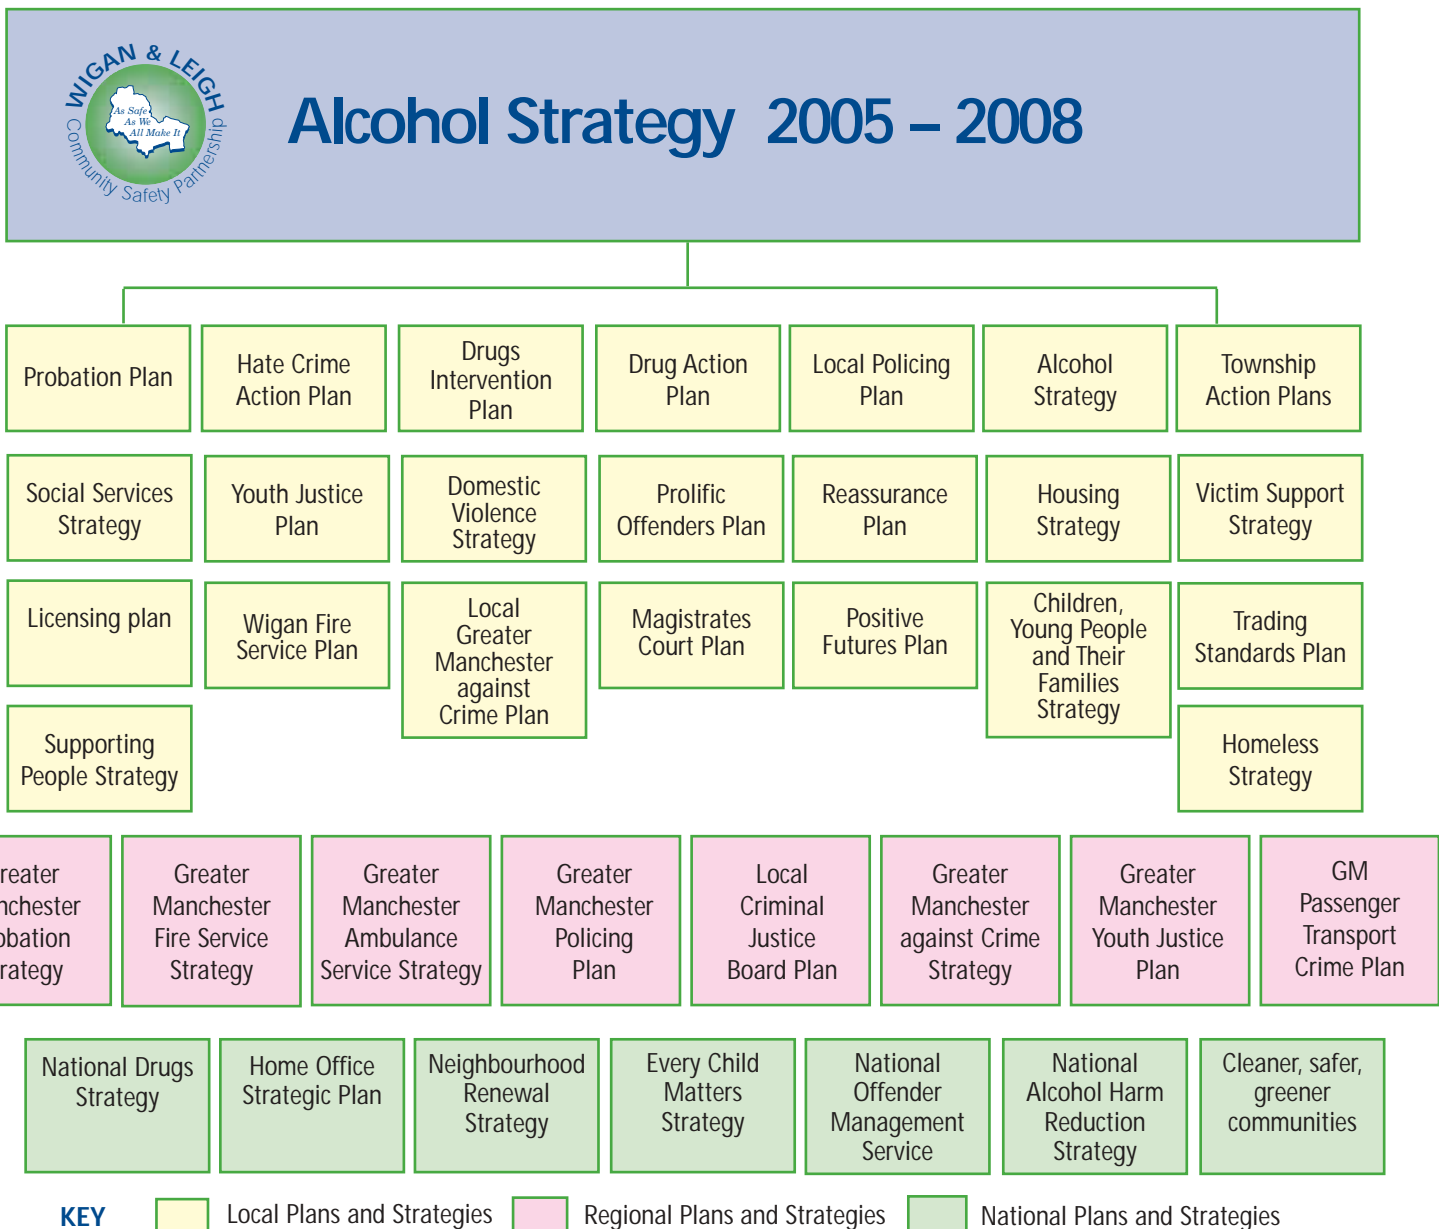 WIGAN & LEIGH
Community Safety Partnership
As Safe
As We
All Make It
Alcohol Strategy 2005 – 2008
Probation Plan
Hate Crime
Action Plan
Drugs
Intervention
Plan
Drug Action
Plan
Local Policing
Plan
Alcohol
Strategy
Township
Action Plans
Social Services
Strategy
Youth Justice
Plan
Domestic
Violence
Strategy
Prolific
Offenders Plan
Reassurance
Plan
Housing
Strategy
Victim Support
Strategy
Licensing plan
Wigan Fire
Service Plan
Local
Greater
Manchester
against
Crime Plan
Magistrates
Court Plan
Positive
Futures Plan
Children,
Young People
and Their
Families
Strategy
Trading
Standards Plan
Supporting
People Strategy
Homeless
Strategy
reater
nchester
obation
rategy
Greater
Manchester
Fire Service
Strategy
Greater
Manchester
Ambulance
Service Strategy
Greater
Manchester
Policing
Plan
Local
Criminal
Justice
Board Plan
Greater
Manchester
against Crime
Strategy
Greater
Manchester
Youth Justice
Plan
GM
Passenger
Transport
Crime Plan
National Drugs
Strategy
Home Office
Strategic Plan
Neighbourhood
Renewal
Strategy
Every Child
Matters
Strategy
National
Offender
Management
Service
National
Alcohol Harm
Reduction
Strategy
Cleaner, safer,
greener
communities
KEY
Local Plans and Strategies
Regional Plans and Strategies
National Plans and Strategies